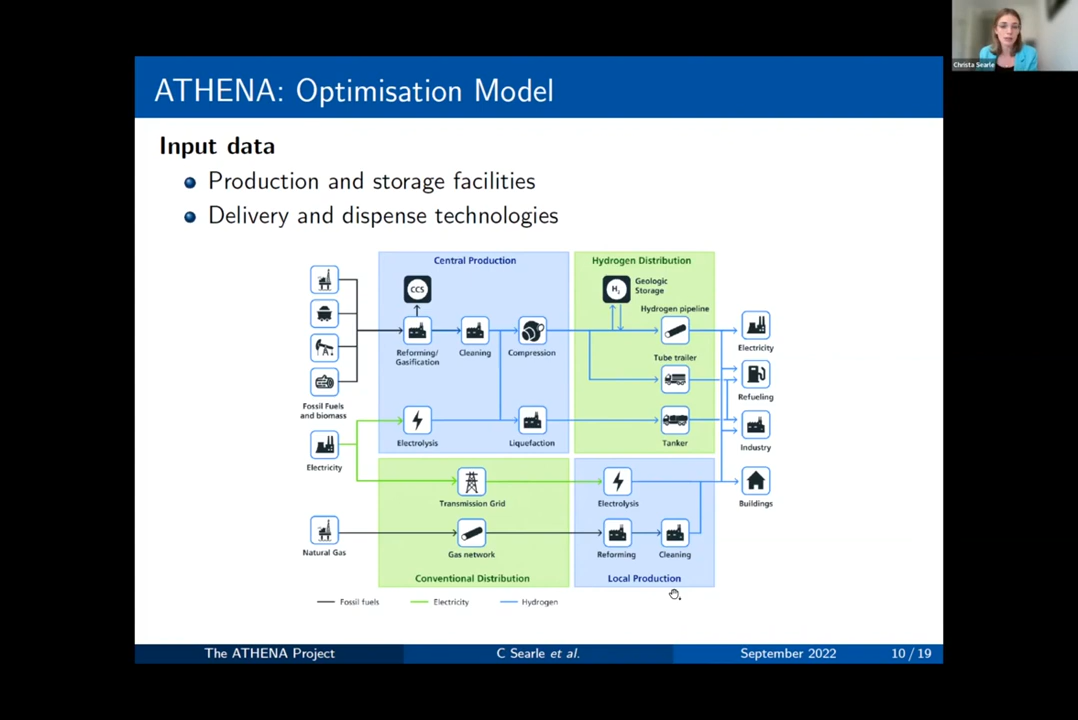 Christa Searle
ATHENA: Optimisation Model
Input data
Production and storage facilities
Delivery and dispense technologies
Central Production
Hydrogen Distribution
CCS
H₂
Geologic
Storage
Hydrogen pipeline
Reforming/
Gasification
Cleaning
Compression
Electricity
Tube trailer
Refueling
Fossil Fuels
and biomass
Electrolysis
Liquefaction
Tanker
Industry
Electricity
Transmission Grid
Electrolysis
Buildings
Natural Gas
Gas network
Reforming
Cleaning
Conventional Distribution
Local Production
Fossil fuels
Electricity
Hydrogen
The ATHENA Project
C Searle et al.
September 2022
10 / 19